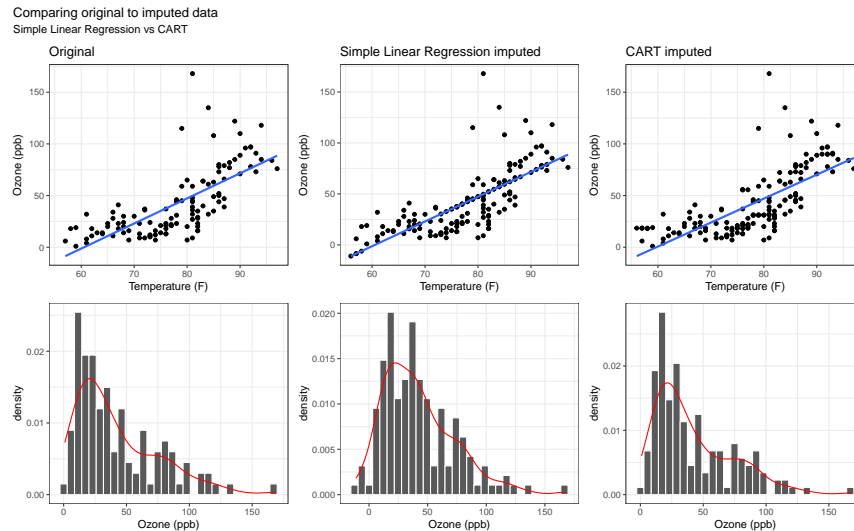 Comparing original to imputed data
Simple Linear Regression vs CART
Original
Simple Linear Regression imputed
CART imputed
Ozone (ppb)
150
100
50
0
60
70
80
90
Temperature (F)
Ozone (ppb)
150
100
50
0
60
70
80
90
Temperature (F)
Ozone (ppb)
150
100
50
0
60
70
80
90
Temperature (F)
density
0.02
0.01
0.00
0
50
100
150
Ozone (ppb)
density
0.020
0.015
0.010
0.005
0.000
0
50
100
150
Ozone (ppb)
density
0.02
0.01
0.00
0
50
100
150
Ozone (ppb)